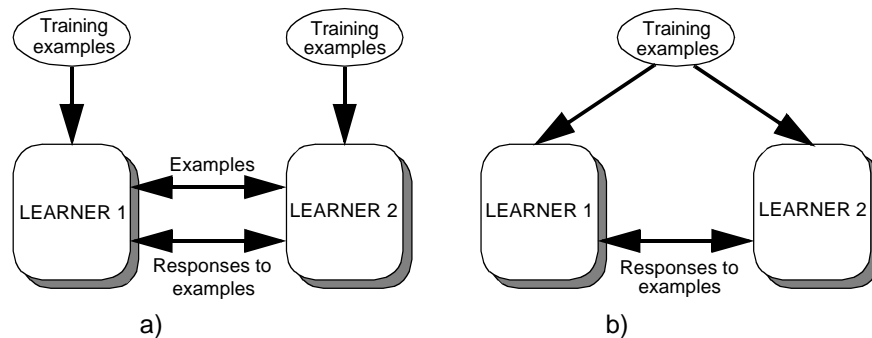 Training
examples
Training
examples
Examples
LEARNER 1
LEARNER 2
Responses to
examples
a)
Training
examples
LEARNER 1
LEARNER 2
Responses to
examples
b)